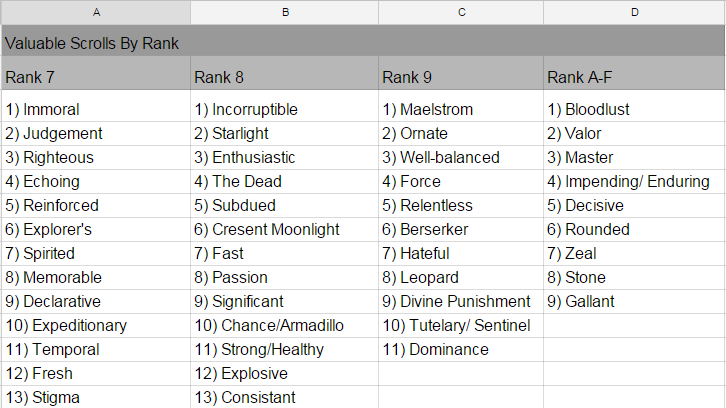 A B C D
Valuable Scrolls By Rank
Rank 7 Rank 8 Rank 9 Rank A-F
1) Immoral 1) Incorruptible 1) Maelstrom 1) Bloodlust
2) Judgement 2) Starlight 2) Ornate 2) Valor
3) Righteous 3) Enthusiastic 3) Well-balanced 3) Master
4) Echoing 4) The Dead 4) Force 4) Impending/ Enduring
5) Reinforced 5) Subdued 5) Relentless 5) Decisive
6) Explorer's 6) Cresent Moonlight 6) Berserker 6) Rounded
7) Spirited 7) Fast 7) Hateful 7) Zeal
8) Memorable 8) Passion 8) Leopard 8) Stone
9) Declarative 9) Significant 9) Divine Punishment 9) Gallant
10) Expeditionary 10) Chance/Armadillo 10) Tutelary/ Sentinel
11) Temporal 11) Strong/Healthy 11) Dominance
12) Fresh 12) Explosive
13) Stigma 13) Consistant